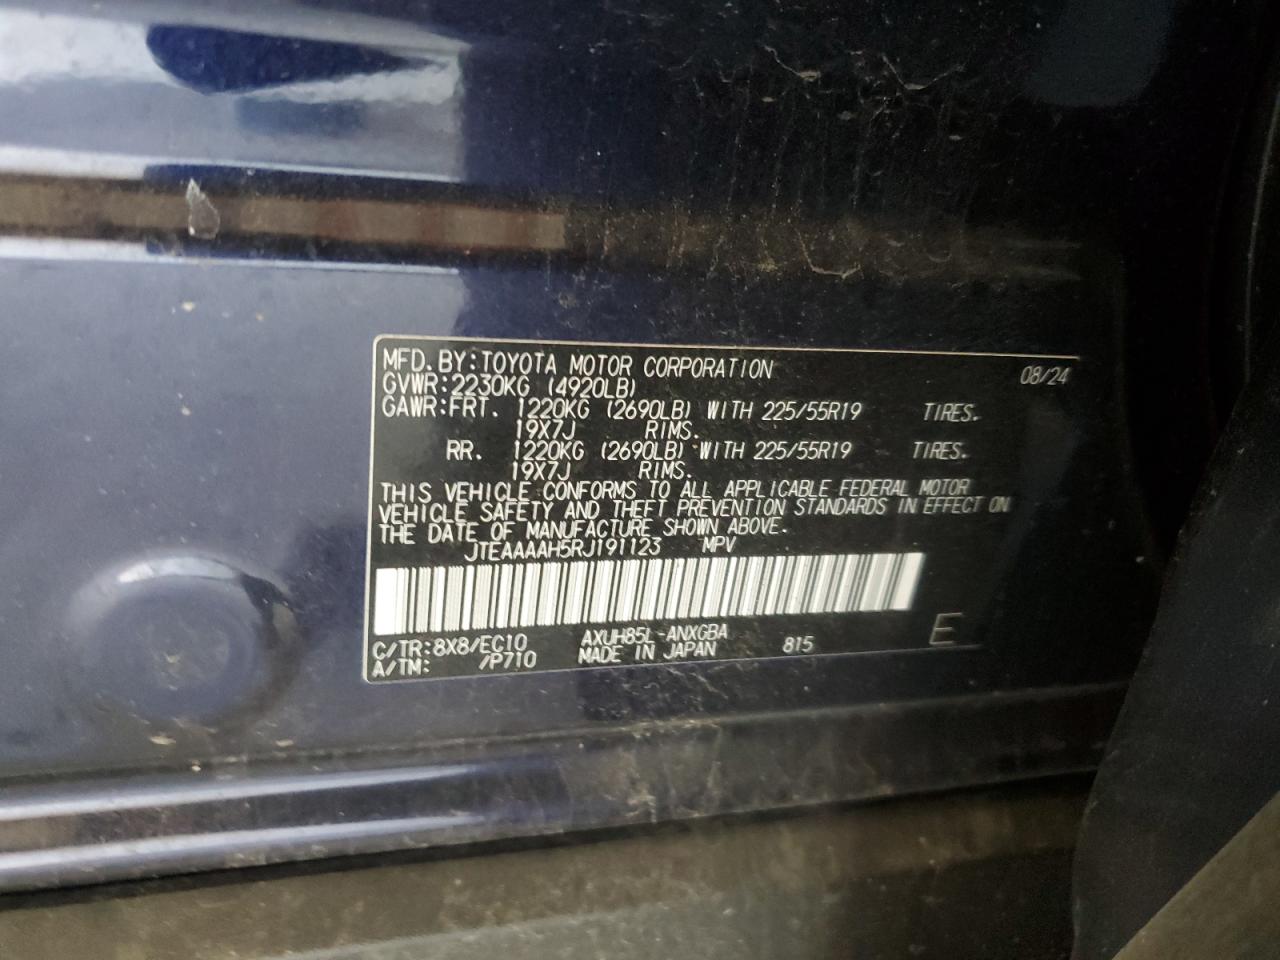 MFD. BY: TOYOTA MOTOR CORPORATION 08/24
GVWR: 2230KG (4920LB)
GAWR: FRT. 1220KG (2690LB) WITH 225/55R19 TIRES.
19X7J RIMS.
RR. 1220KG (2690LB) WITH 225/55R19 TIRES.
19X7J RIMS.
THIS VEHICLE CONFORMS TO ALL APPLICABLE FEDERAL MOTOR
VEHICLE SAFETY AND THEFT PREVENTION STANDARDS IN EFFECT ON
THE DATE OF MANUFACTURE SHOWN ABOVE.
JTEAAAAH5RJ191123 MPV
C/TR: 8X8/EC10 AXUH85L-ANXGBA 815 E
A/TM: /P710 MADE IN JAPAN